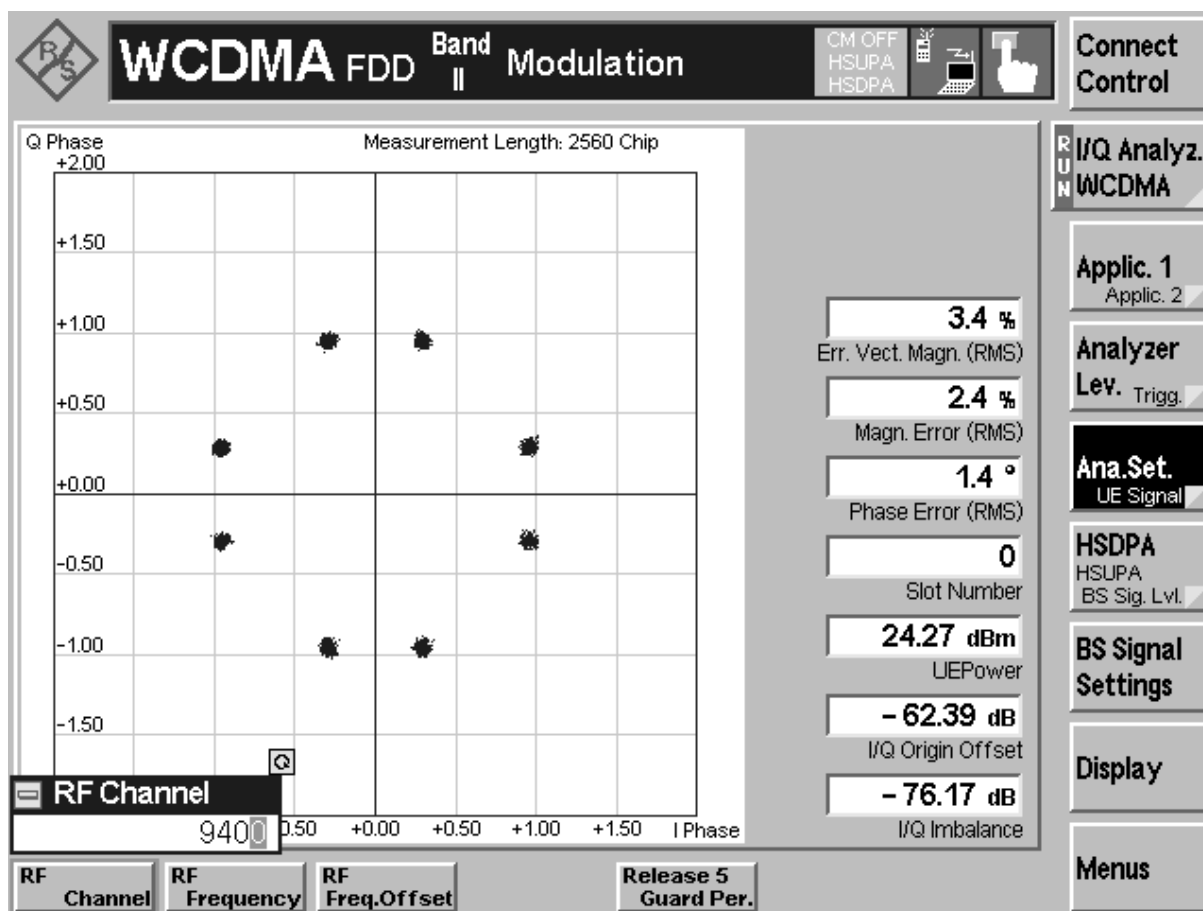 R/S
WCDMA FDD Band II Modulation
CM OFF
HSUPA
HSDPA
Connect Control
Q Phase
Measurement Length: 2560 Chip
+2.00
+1.50
+1.00
+0.50
+0.00
-0.50
-1.00
-1.50
Q
RF Channel
9400
0.50 +0.00 +0.50 +1.00 +1.50 I Phase
3.4 %
Err. Vect. Magn. (RMS)
2.4 %
Magn. Error (RMS)
1.4 °
Phase Error (RMS)
0
Slot Number
24.27 dBm
UEPower
-62.39 dB
I/Q Origin Offset
-76.17 dB
I/Q Imbalance
RUN
I/Q Analyz.
WCDMA
Applic. 1
Applic. 2
Analyzer
Lev. Trigg.
Ana.Set.
UE Signal
HSDPA
HSUPA
BS Sig. Lvl.
BS Signal
Settings
Display
Menus
RF
Channel
RF
Frequency
RF
Freq.Offset
Release 5
Guard Per.